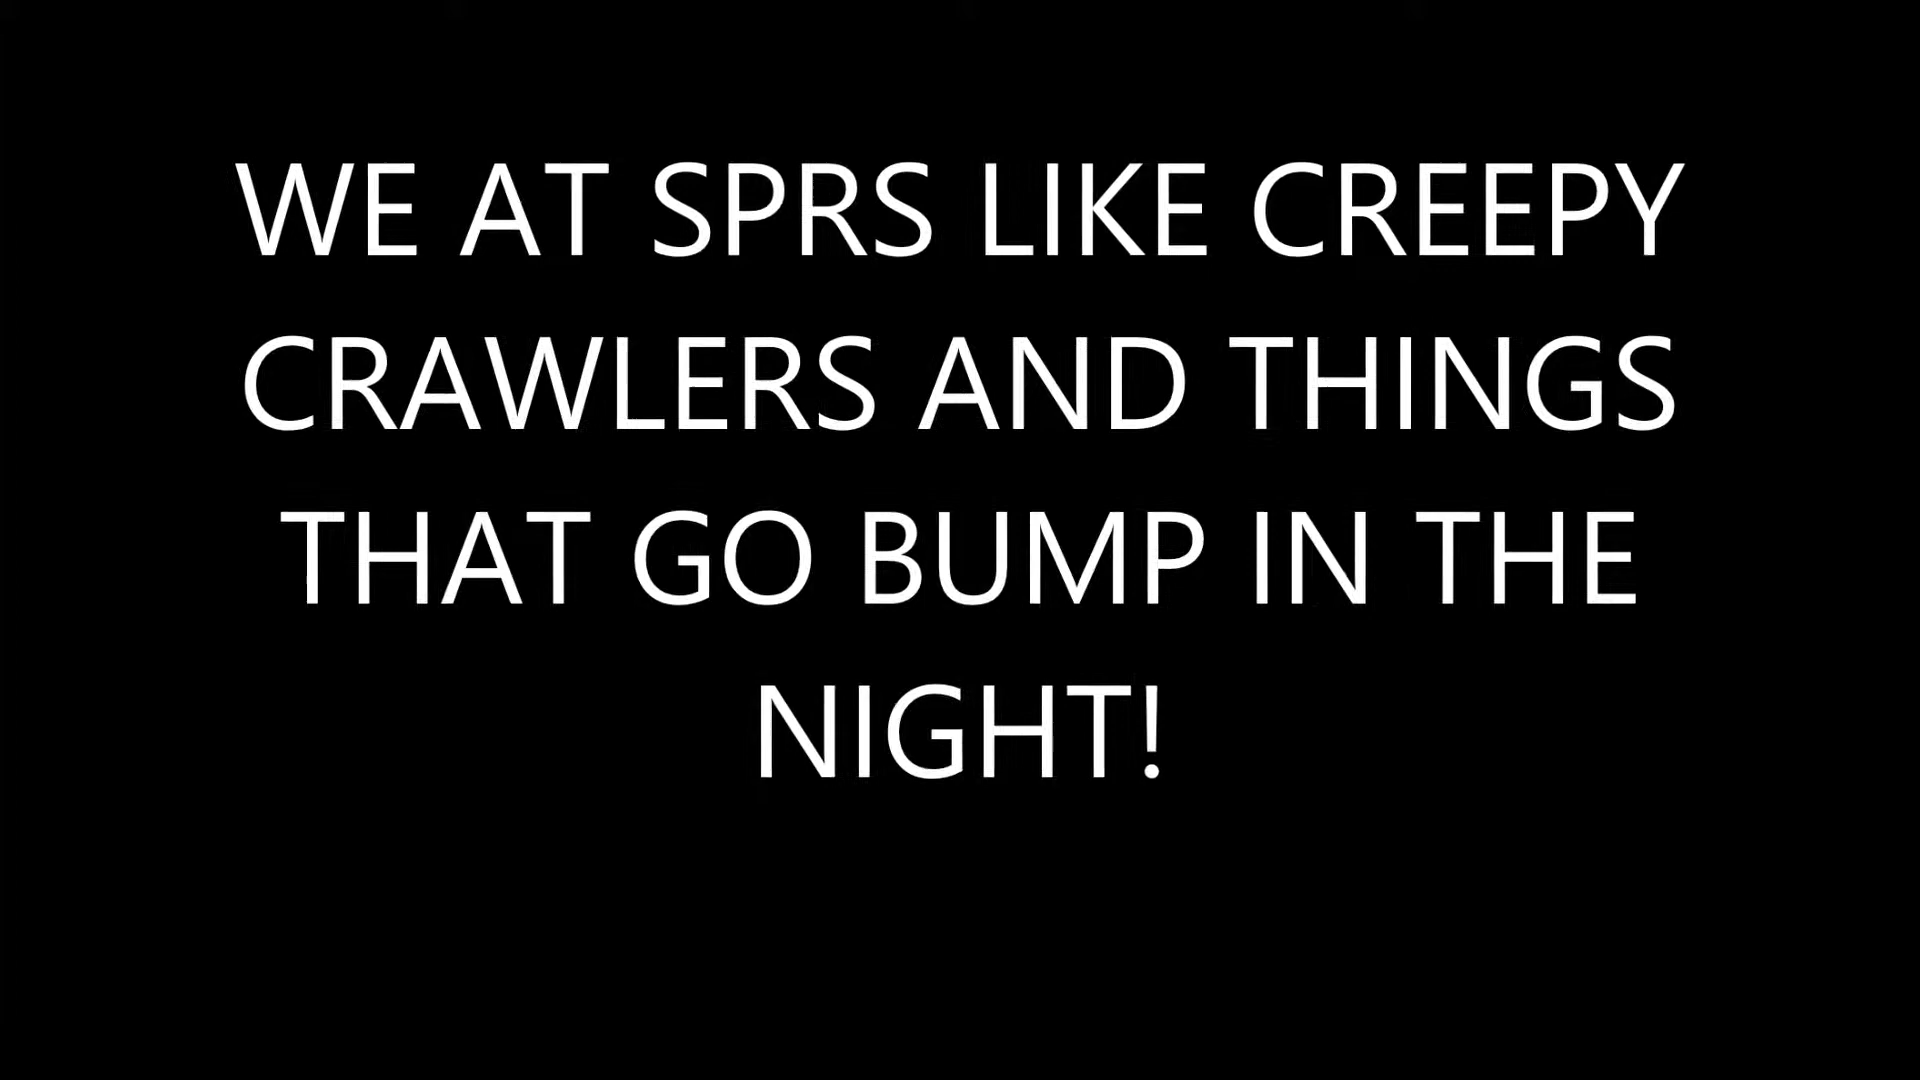 WE AT SPRS LIKE CREEPY
CRAWLERS AND THINGS
THAT GO BUMP IN THE
NIGHT!